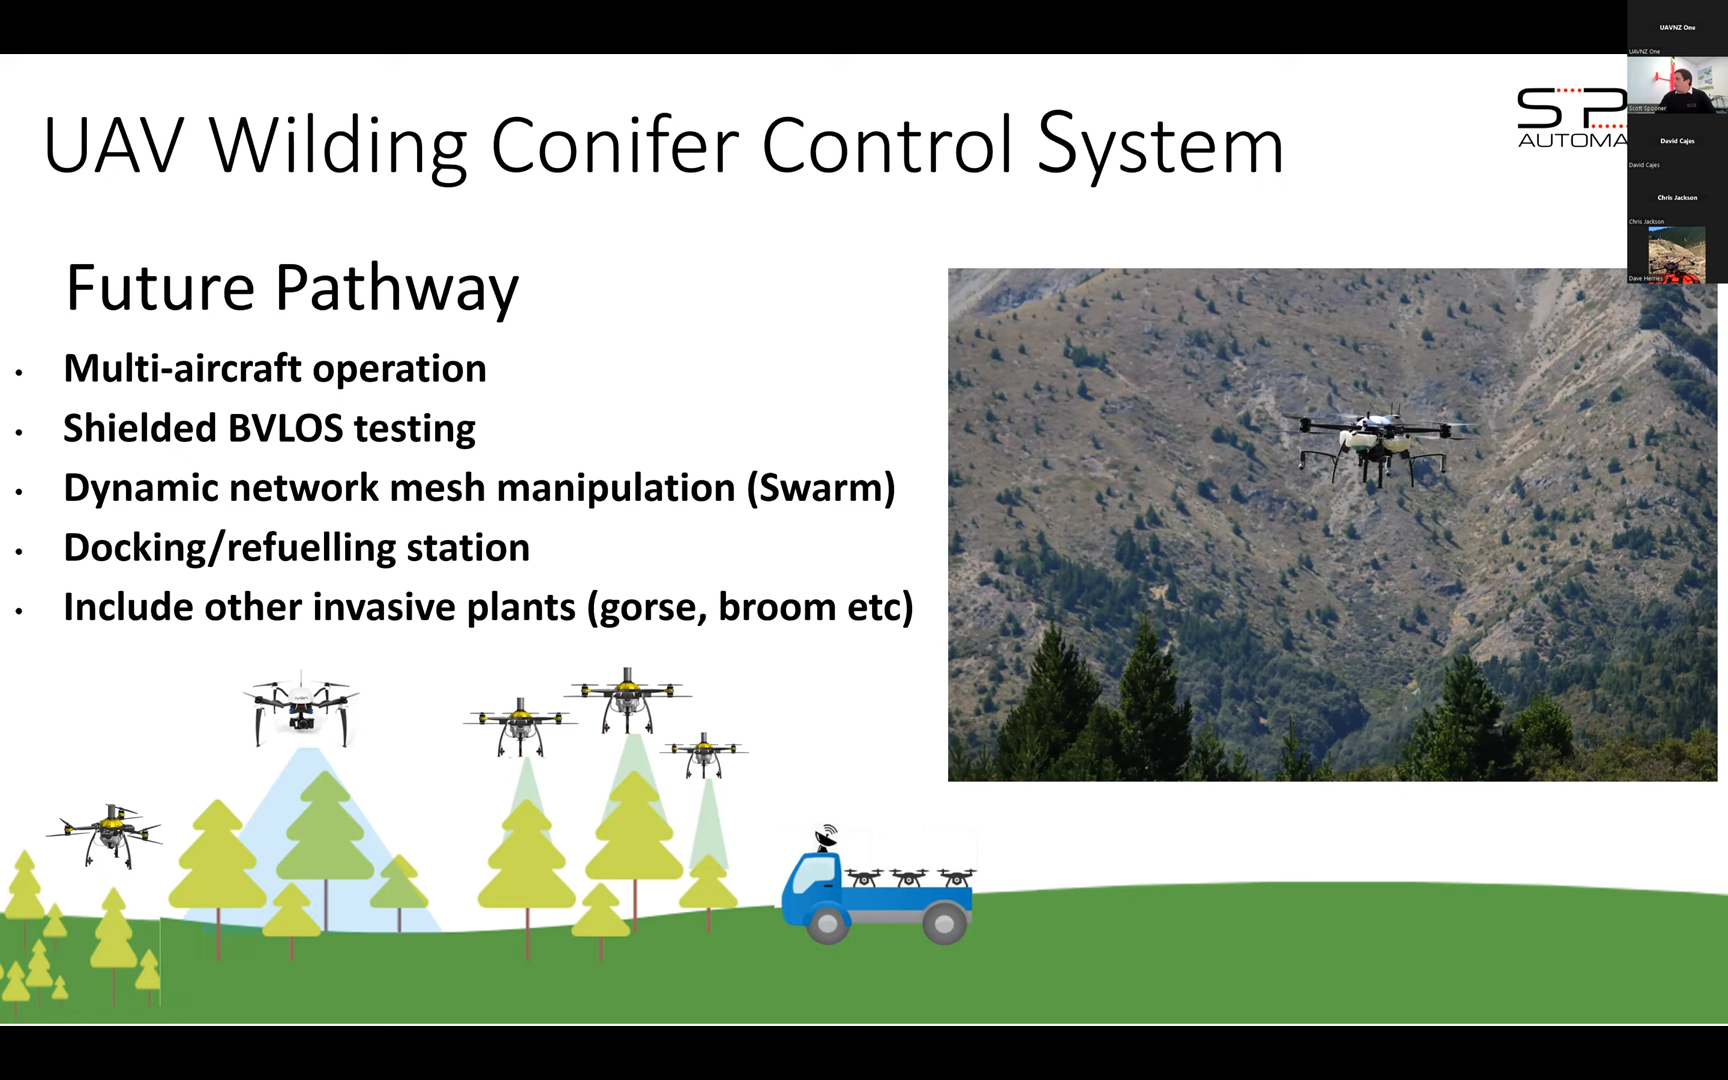 UAV Wilding Conifer Control System
SP
AUTOMA
Future Pathway
• Multi-aircraft operation
• Shielded BVLOS testing
• Dynamic network mesh manipulation (Swarm)
• Docking/refuelling station
• Include other invasive plants (gorse, broom etc)
UAVNZ One
UAVNZ One
Scott Spooner
David Cajes
David Cajes
Chris Jackson
Chris Jackson
Dave Herries